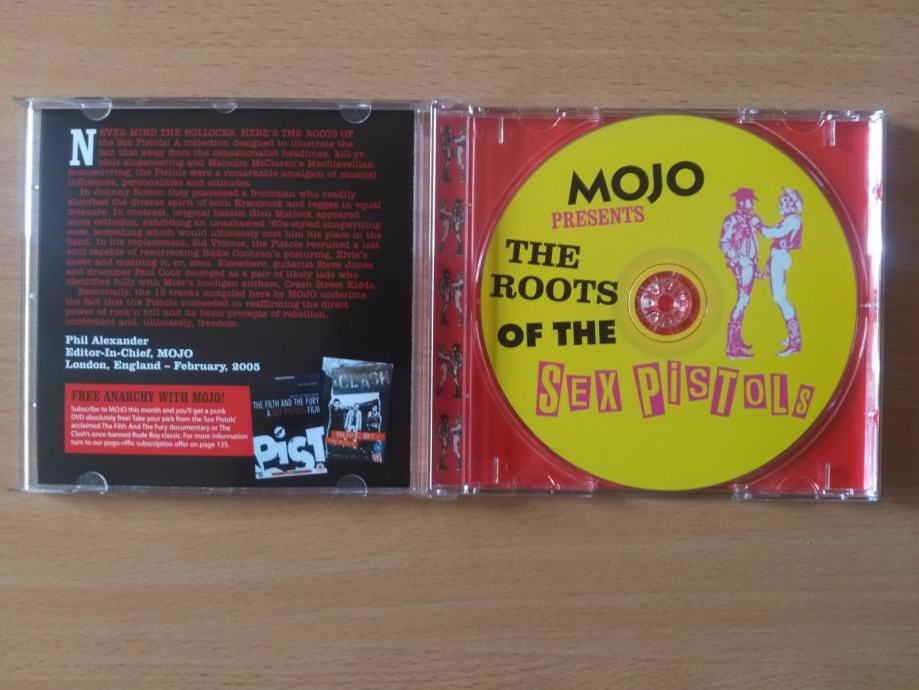 NEVER MIND THE BOLLOCKS, HERE'S THE ROOTS OF
the Sex Pistols! A collection designed to illustrate the
fact that away from the sensationalist headlines, kill-yr-
idols sloganeering and Malcolm McClaren's Machiavellian
manoeuvring, the Pistols were a remarkable amalgam of musical
influences, personalities and attitudes.
In Johnny Rotten they possessed a frontman who readily
absorbed the diverse spirit of both Krautrock and reggae in equal
measure. In contrast, original bassist Glen Matlock appeared
more orthodox, exhibiting an unashamed '60s-styled songwriting
suss, something which would ultimately cost him his place in the
band. In his replacement, Sid Vicious, the Pistols recruited a lost
soul capable of resurrecting Eddie Cochran's posturing, Elvis's
sneer and meaning it, er, man. Elsewhere, guitarist Steve Jones
and drummer Paul Cook emerged as a pair of likely lads who
identified fully with Mott's hooligan anthem, Crash Street Kidds.
Essentially, the 15 tracks compiled here by MOJO underline
the fact that the Pistols succeeded in reaffirming the direct
power of rock'n'roll and its basic precepts of rebellion,
incitement and, ultimately, freedom.
Phil Alexander
Editor-In-Chief, MOJO
London, England – February, 2005
FREE ANARCHY WITH MOJO!
Subscribe to MOJO this month and you'll get a punk
DVD absolutely free! Take your pick from the Sex Pistols'
acclaimed The Filth And The Fury documentary or The
Clash's once-banned Rude Boy classic. For more information
turn to our pogo-riffic subscription offer on page 135.
THE FILTH AND THE FURY
A SEX PISTOLS FILM
PIST
CLASH
RUDE BO
MOJO
PRESENTS
THE
ROOTS
OF THE
SEX PiSTOLS